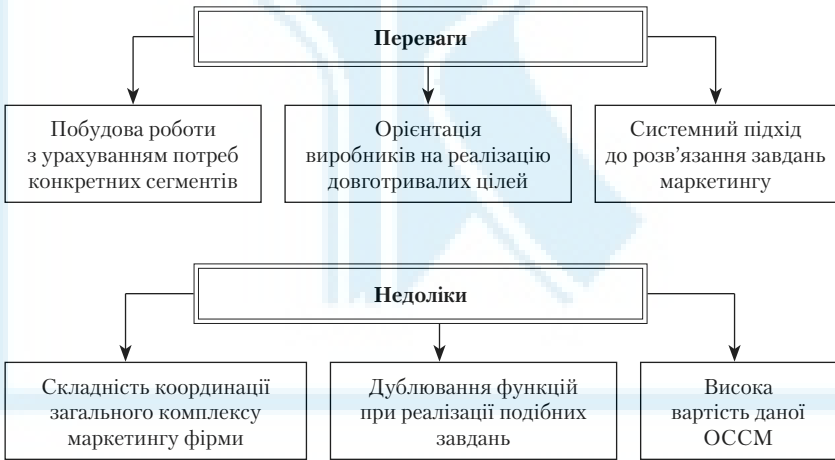 Переваги
Побудова роботи
з урахуванням потреб
конкретних сегментів
Орієнтація
виробників на реалізацію
довготривалих цілей
Системний підхід
до розв'язання завдань
маркетингу
Недоліки
Складність координації
загального комплексу
маркетингу фірми
Дублювання функцій
при реалізації подібних
завдань
Висока
вартість даної
ОССМ